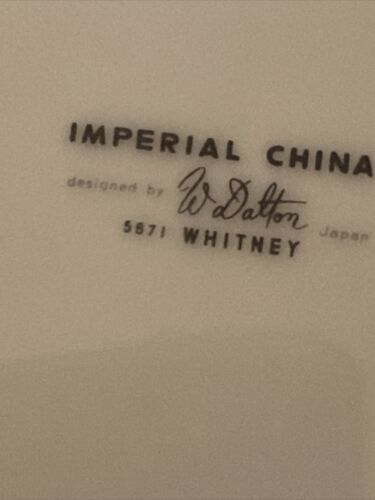 IMPERIAL CHINA
designed by W Dalton Japan
5671 WHITNEY